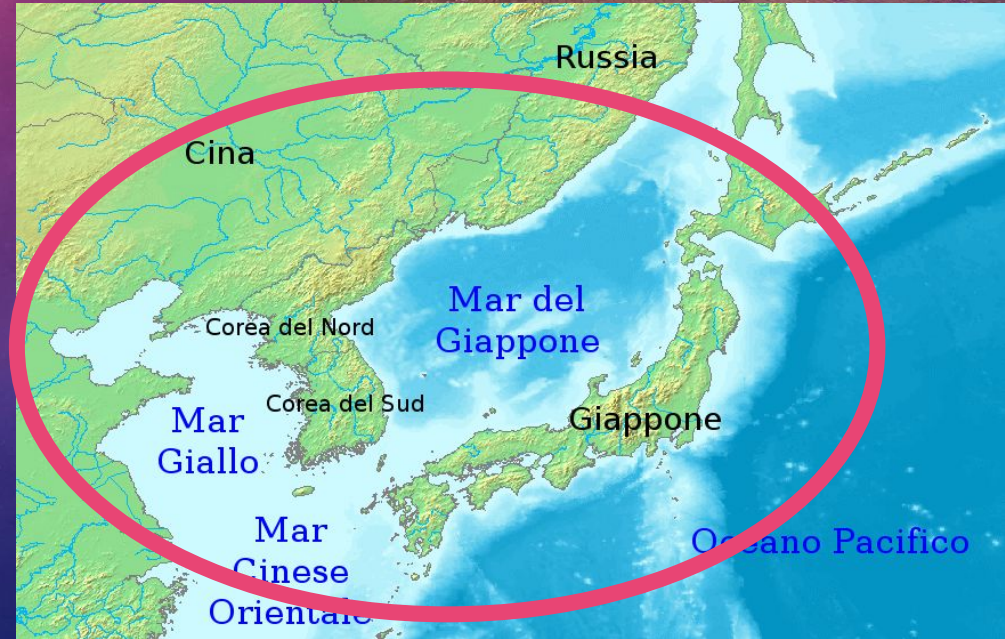 Russia
Cina
Mar del
Giappone
Corea del Nord
Corea del Sud
Mar
Giallo
Giappone
Mar
Cinese
Orientale
Oceano Pacifico